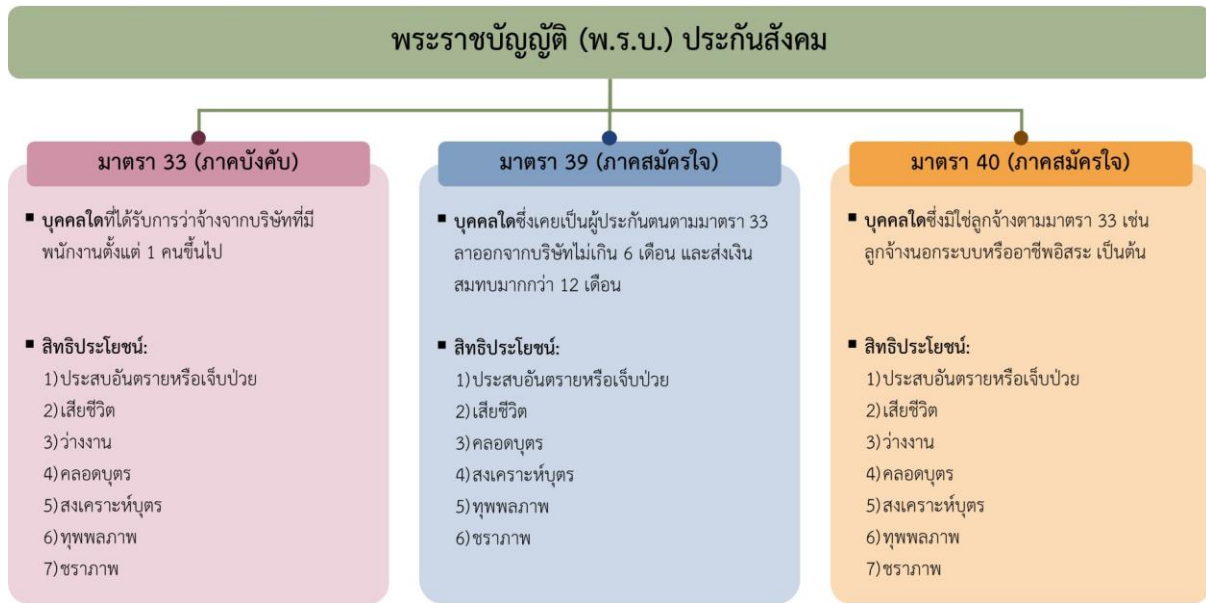 พระราชบัญญัติ (พ.ร.บ.) ประกันสังคม
มาตรา 33 (ภาคบังคับ)
■ บุคคลใดที่ได้รับการว่าจ้างจากบริษัทที่มี
พนักงานตั้งแต่ 1 คนขึ้นไป
■ สิทธิประโยชน์:
1)ประสบอันตรายหรือเจ็บป่วย
2)เสียชีวิต
3)ว่างงาน
4)คลอดบุตร
5)สงเคราะห์บุตร
6)ทุพพลภาพ
7)ชราภาพ
มาตรา 39 (ภาคสมัครใจ)
■ บุคคลใดซึ่งเคยเป็นผู้ประกันตนตามมาตรา 33
ลาออกจากบริษัทไม่เกิน 6 เดือน และส่งเงิน
สมทบมากกว่า 12 เดือน
■ สิทธิประโยชน์:
1)ประสบอันตรายหรือเจ็บป่วย
2)เสียชีวิต
3)คลอดบุตร
4)สงเคราะห์บุตร
5)ทุพพลภาพ
6)ชราภาพ
มาตรา 40 (ภาคสมัครใจ)
■ บุคคลใดซึ่งมิใช่ลูกจ้างตามมาตรา 33 เช่น
ลูกจ้างนอกระบบหรืออาชีพอิสระ เป็นต้น
■ สิทธิประโยชน์:
1)ประสบอันตรายหรือเจ็บป่วย
2)เสียชีวิต
3)ว่างงาน
4)คลอดบุตร
5)สงเคราะห์บุตร
6)ทุพพลภาพ
7)ชราภาพ